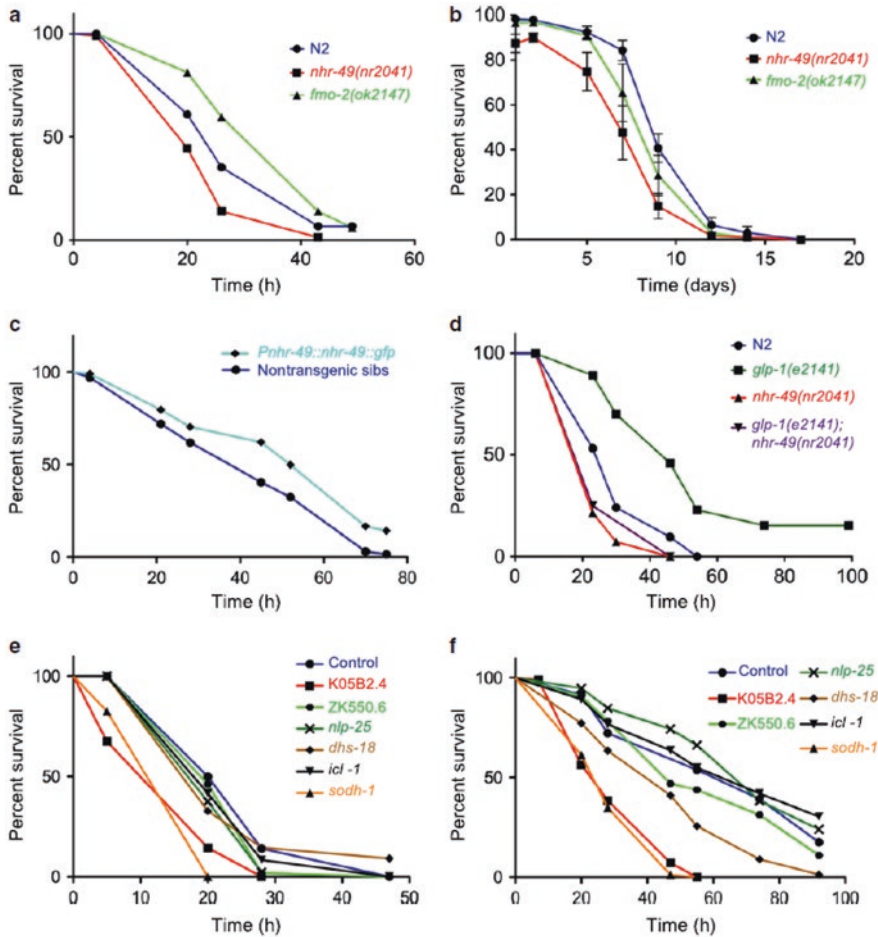 a
Percent survival
100
50
0
0 20 40 60
Time (h)
N2
nhr-49(nr2041)
fmo-2(ok2147)
b
Percent survival
100
80
60
40
20
0
5 10 15 20
Time (days)
N2
nhr-49(nr2041)
fmo-2(ok2147)
c
Percent survival
100
50
0
0 20 40 60 80
Time (h)
Pnhr-49::nhr-49::gfp
Nontransgenic sibs
d
Percent survival
100
50
0
0 20 40 60 80 100
Time (h)
N2
glp-1(e2141)
nhr-49(nr2041)
glp-1(e2141);
nhr-49(nr2041)
e
Percent survival
100
50
0
0 10 20 30 40 50
Time (h)
Control
K05B2.4
ZK550.6
nlp-25
dhs-18
icl -1
sodh-1
f
Percent survival
100
50
0
0 20 40 60 80 100
Time (h)
Control
K05B2.4
ZK550.6
nlp-25
dhs-18
icl -1
sodh-1